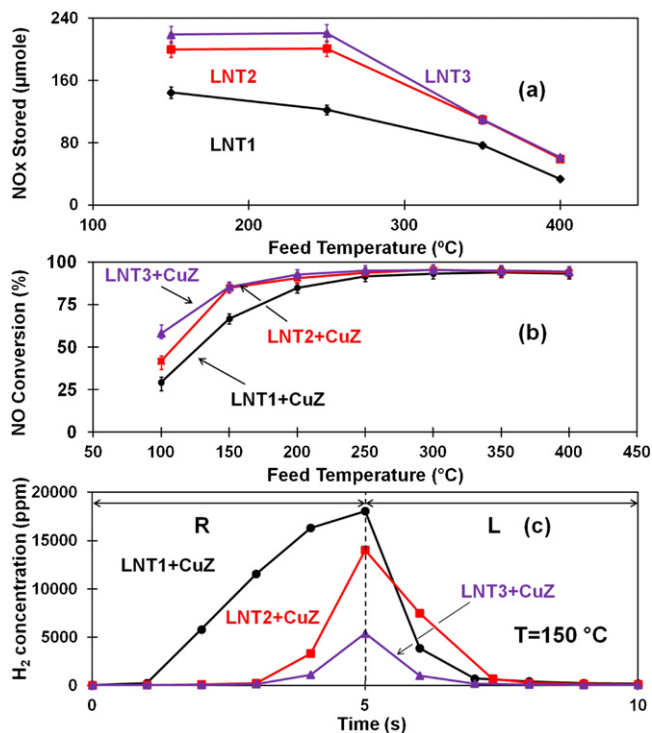 NOx Stored (µmole)
240
160
80
0
LNT2
LNT3
LNT1
(a)
100
200
300
400
Feed Temperature (ºC)
NO Conversion (%)
100
75
50
25
0
LNT3+CuZ
LNT2+CuZ
LNT1+CuZ
(b)
50
100
150
200
250
300
350
400
450
Feed Temperature (°C)
H₂ concentration (ppm)
20000
15000
10000
5000
0
R
L
(c)
LNT1+CuZ
LNT2+CuZ
LNT3+CuZ
T=150 °C
0
5
10
Time (s)